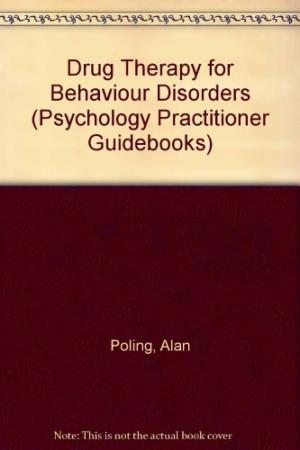 Drug Therapy for
Behaviour Disorders
(Psychology Practitioner
Guidebooks)
Poling, Alan
Note: This is not the actual book cover